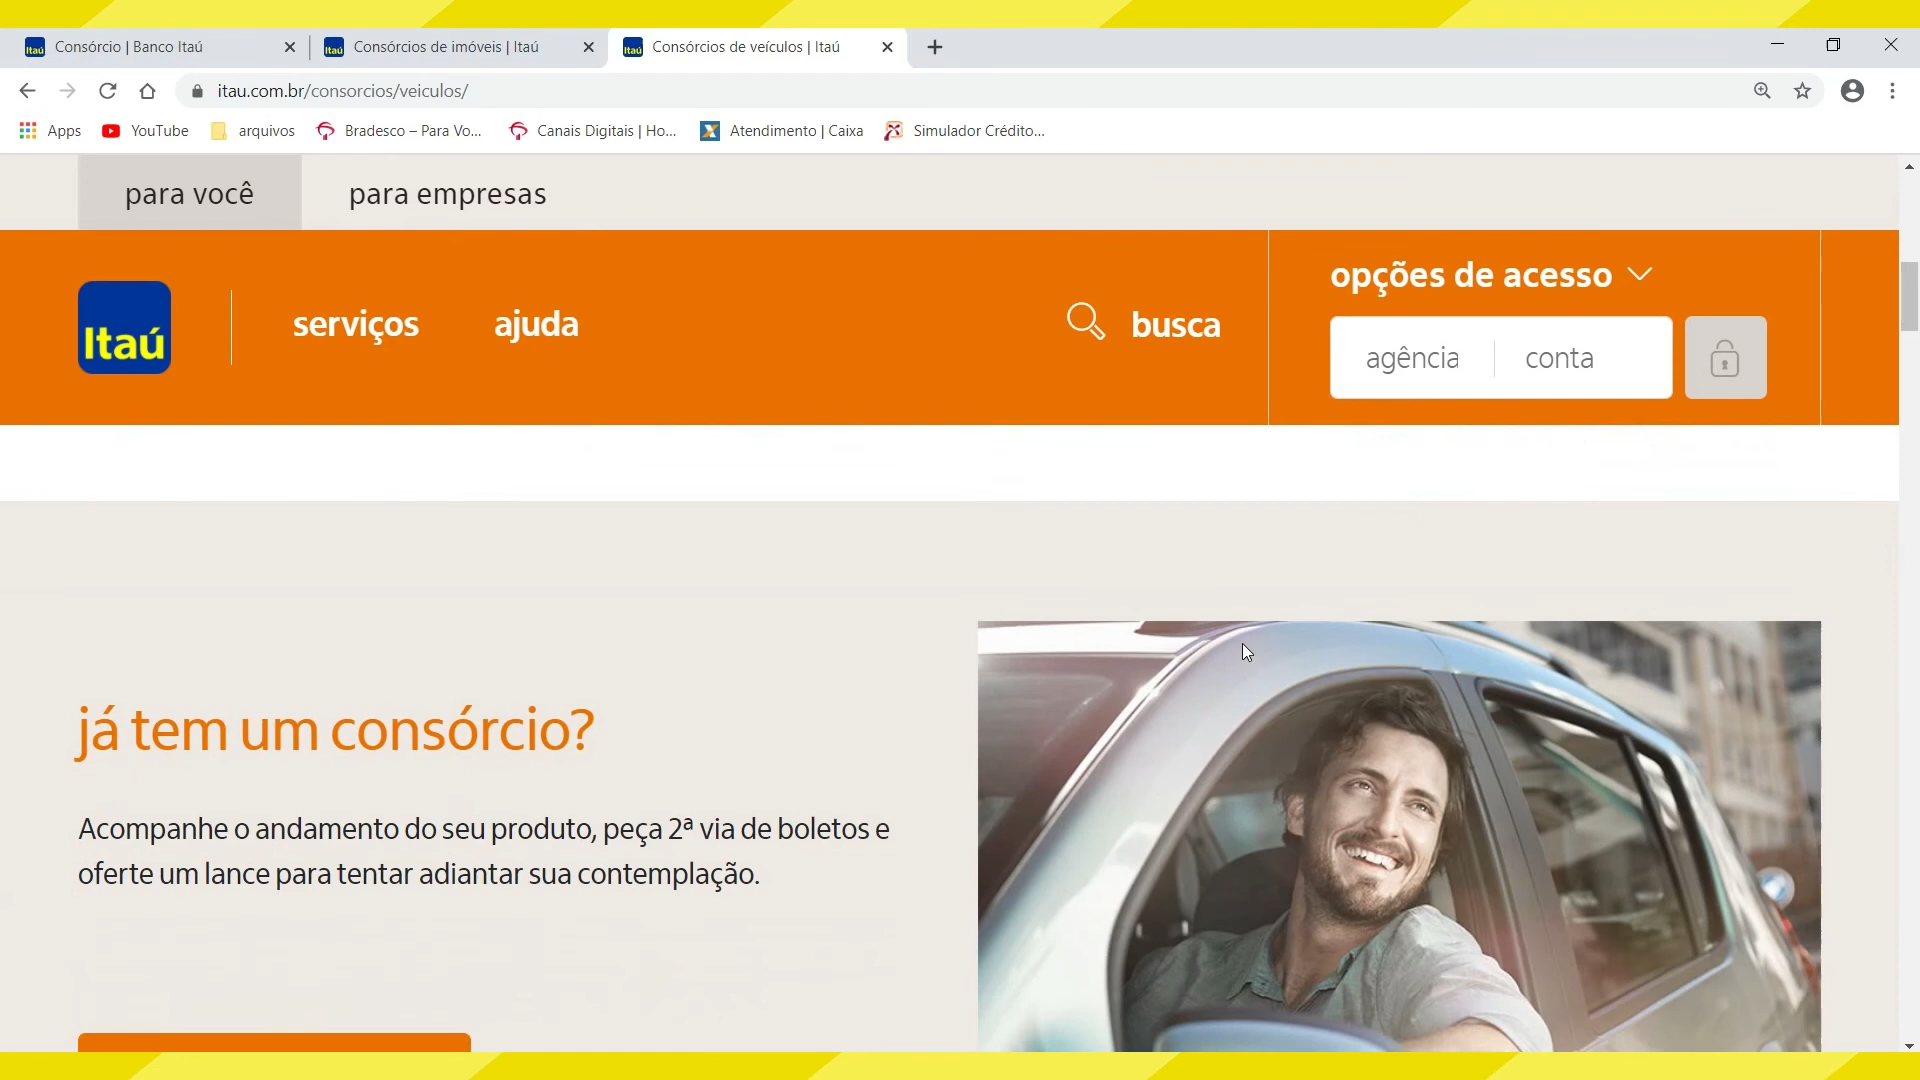 Consórcio | Banco Itaú
Consórcios de imóveis | Itaú
Consórcios de veículos | Itaú
itau.com.br/consorcios/veiculos/
Apps
YouTube
arquivos
Bradesco – Para Vo...
Canais Digitais | Ho...
Atendimento | Caixa
Simulador Crédito...
para você
para empresas
Itaú
serviços
ajuda
busca
opções de acesso
agência
conta
já tem um consórcio?
Acompanhe o andamento do seu produto, peça 2ª via de boletos e
oferte um lance para tentar adiantar sua contemplação.